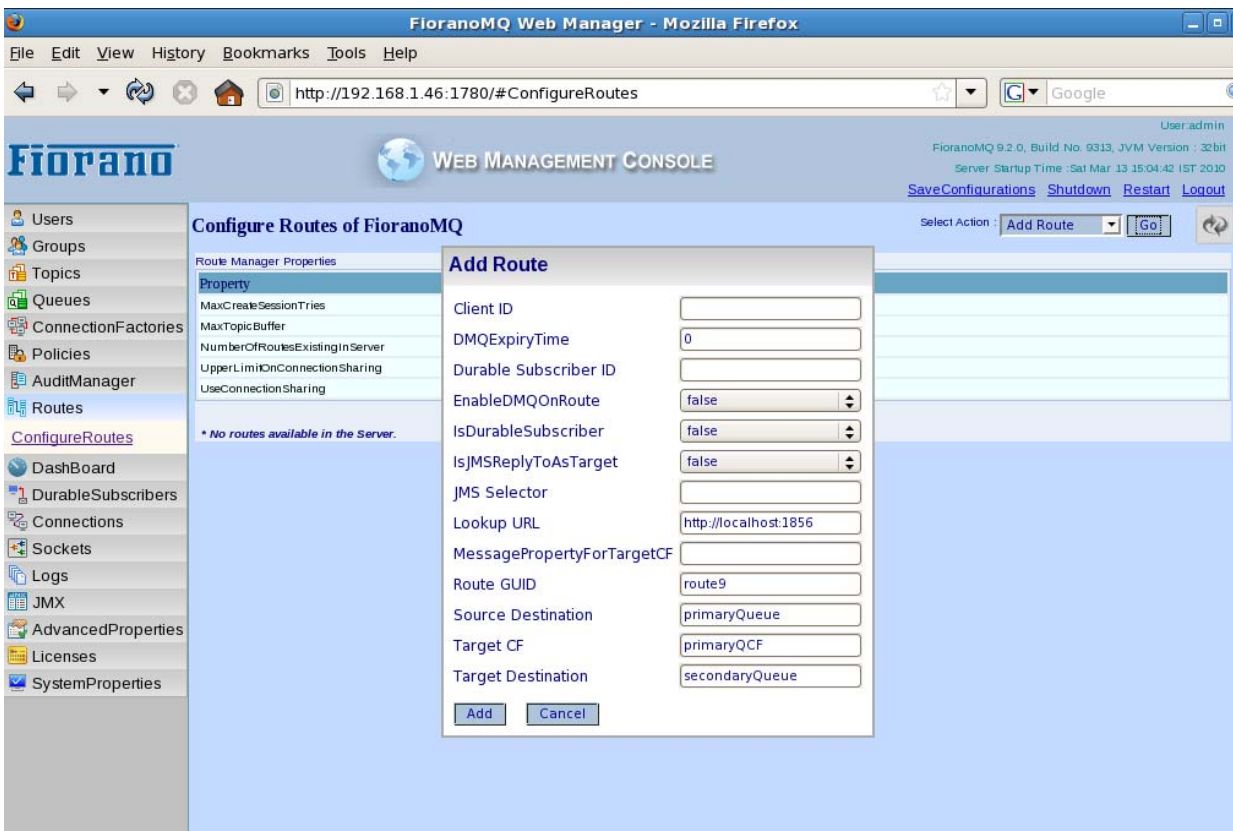 FioranoMQ Web Manager - Mozilla Firefox
File Edit View History Bookmarks Tools Help
http://192.168.1.46:1780/#ConfigureRoutes
G Google
Fiorano
WEB MANAGEMENT CONSOLE
User:admin
FioranoMQ 9.2.0, Build No. 9313, JVM Version : 32bit
Server Startup Time :Sat Mar 13 15:04:42 IST 2010
SaveConfigurations Shutdown Restart Logout
Users
Groups
Topics
Queues
ConnectionFactories
Policies
AuditManager
Routes
ConfigureRoutes
DashBoard
DurableSubscribers
Connections
Sockets
Logs
JMX
AdvancedProperties
Licenses
SystemProperties
Configure Routes of FioranoMQ
Select Action : Add Route Go
Route Manager Properties
Property
MaxCreateSessionTries
MaxTopicBuffer
NumberOfRoutesExistingInServer
UpperLimitOnConnectionSharing
UseConnectionSharing
* No routes available in the Server.
Add Route
Client ID
DMQExpiryTime 0
Durable Subscriber ID
EnableDMQOnRoute false
IsDurableSubscriber false
IsJMSReplyToAsTarget false
JMS Selector
Lookup URL http://localhost:1856
MessagePropertyForTargetCF
Route GUID route9
Source Destination primaryQueue
Target CF primaryQCF
Target Destination secondaryQueue
Add Cancel